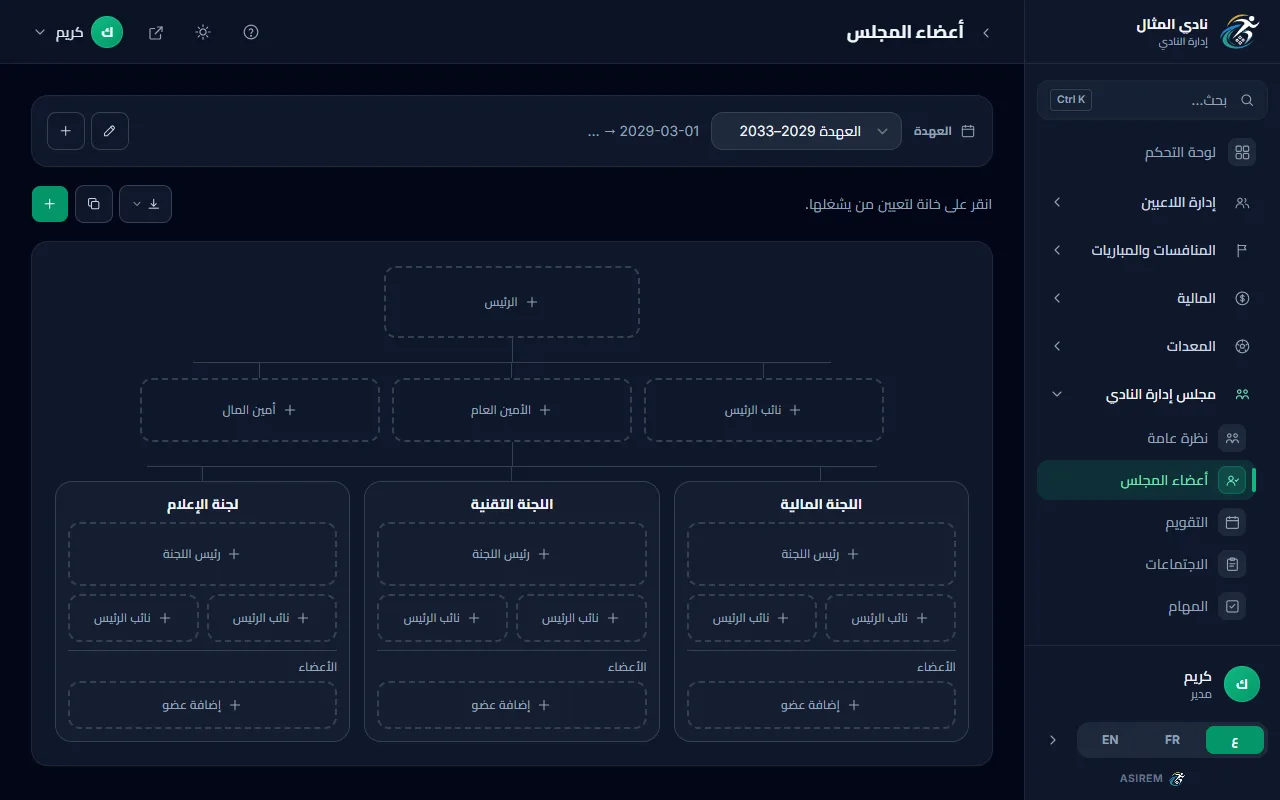 نادي المثال
إدارة النادي
بحث...
Ctrl K
لوحة التحكم
إدارة اللاعبين
المنافسات والمباريات
المالية
المعدات
مجلس إدارة النادي
نظرة عامة
أعضاء المجلس
التقويم
الاجتماعات
المهام
كريم
مدير
ك
ع
FR
EN
ASIREM
أعضاء المجلس
ك
كريم
العهدة
العهدة 2029–2033
2029-03-01 → ...
انقر على خانة لتعيين من يشغلها.
الرئيس
نائب الرئيس
الأمين العام
أمين المال
اللجنة المالية
رئيس اللجنة
نائب الرئيس
نائب الرئيس
الأعضاء
إضافة عضو
اللجنة التقنية
رئيس اللجنة
نائب الرئيس
نائب الرئيس
الأعضاء
إضافة عضو
لجنة الإعلام
رئيس اللجنة
نائب الرئيس
نائب الرئيس
الأعضاء
إضافة عضو